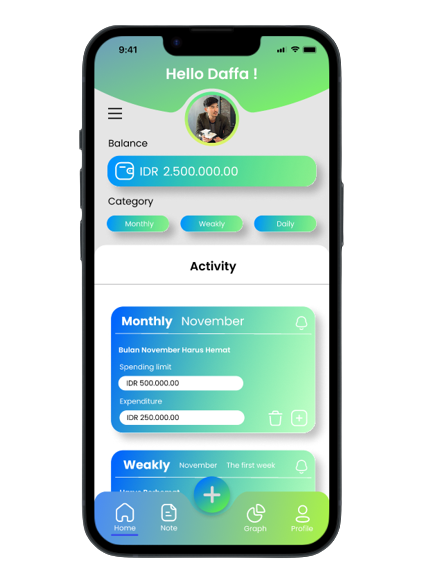 9:41
Hello Daffa !
Balance
IDR 2.500.000.00
Category
Monthly
Weakly
Daily
Activity
Monthly November
Bulan November Harus Hemat
Spending limit
IDR 500.000.00
Expenditure
IDR 250.000.00
Weakly November The first week
Home
Note
Graph
Profile